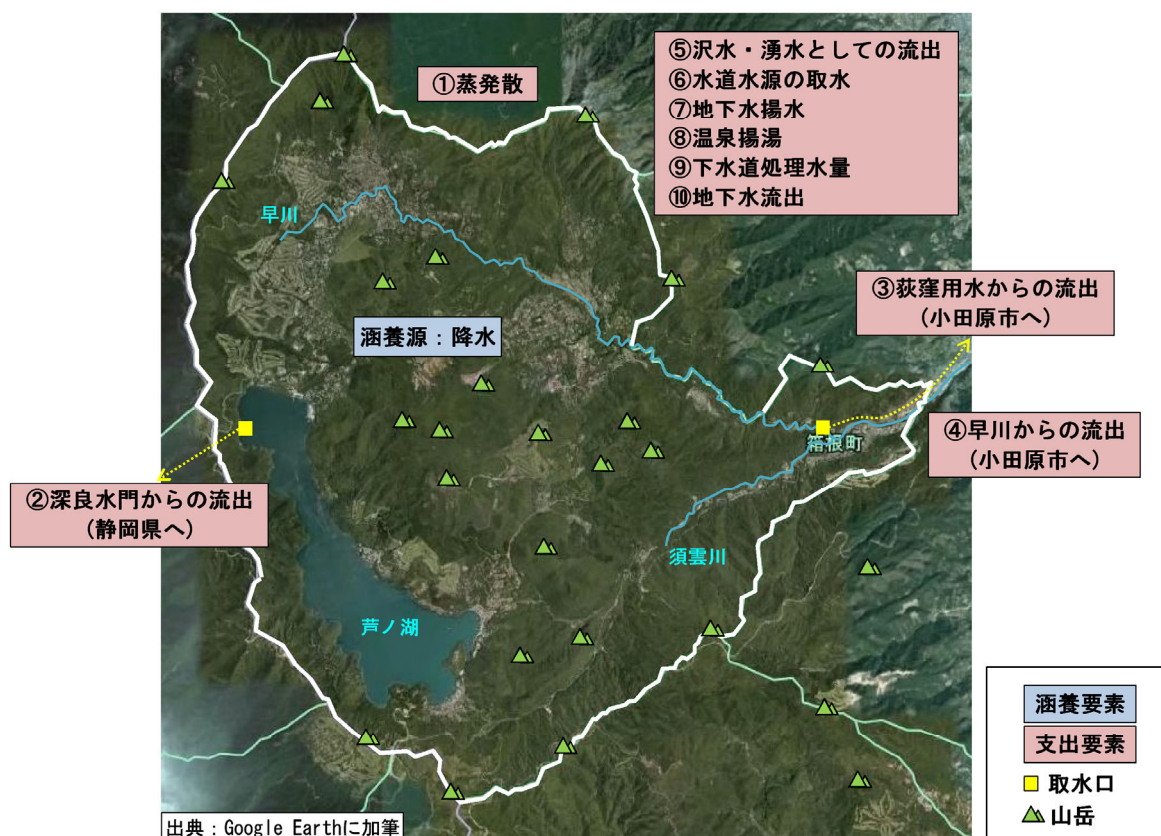 ①蒸発散
⑤沢水・湧水としての流出
⑥水道水源の取水
⑦地下水揚水
⑧温泉揚湯
⑨下水道処理水量
⑩地下水流出
早川
③荻窪用水からの流出
(小田原市へ)
涵養源：降水
箱根町
④早川からの流出
(小田原市へ)
②深良水門からの流出
(静岡県へ)
須雲川
芦ノ湖
涵養要素
支出要素
取水口
山岳
出典：Google Earthに加筆